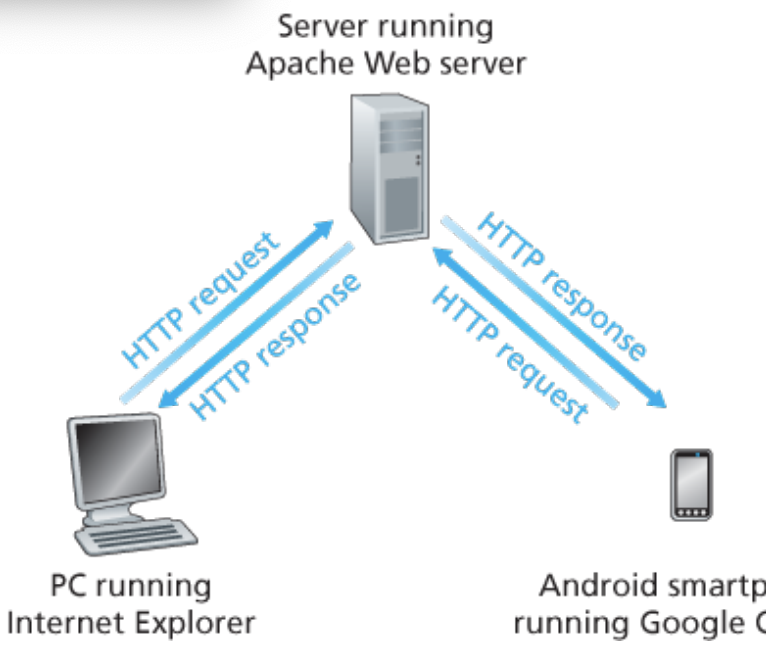 Server running
Apache Web server
HTTP request
HTTP response
HTTP response
HTTP request
PC running
Internet Explorer
Android smartp
running Google C